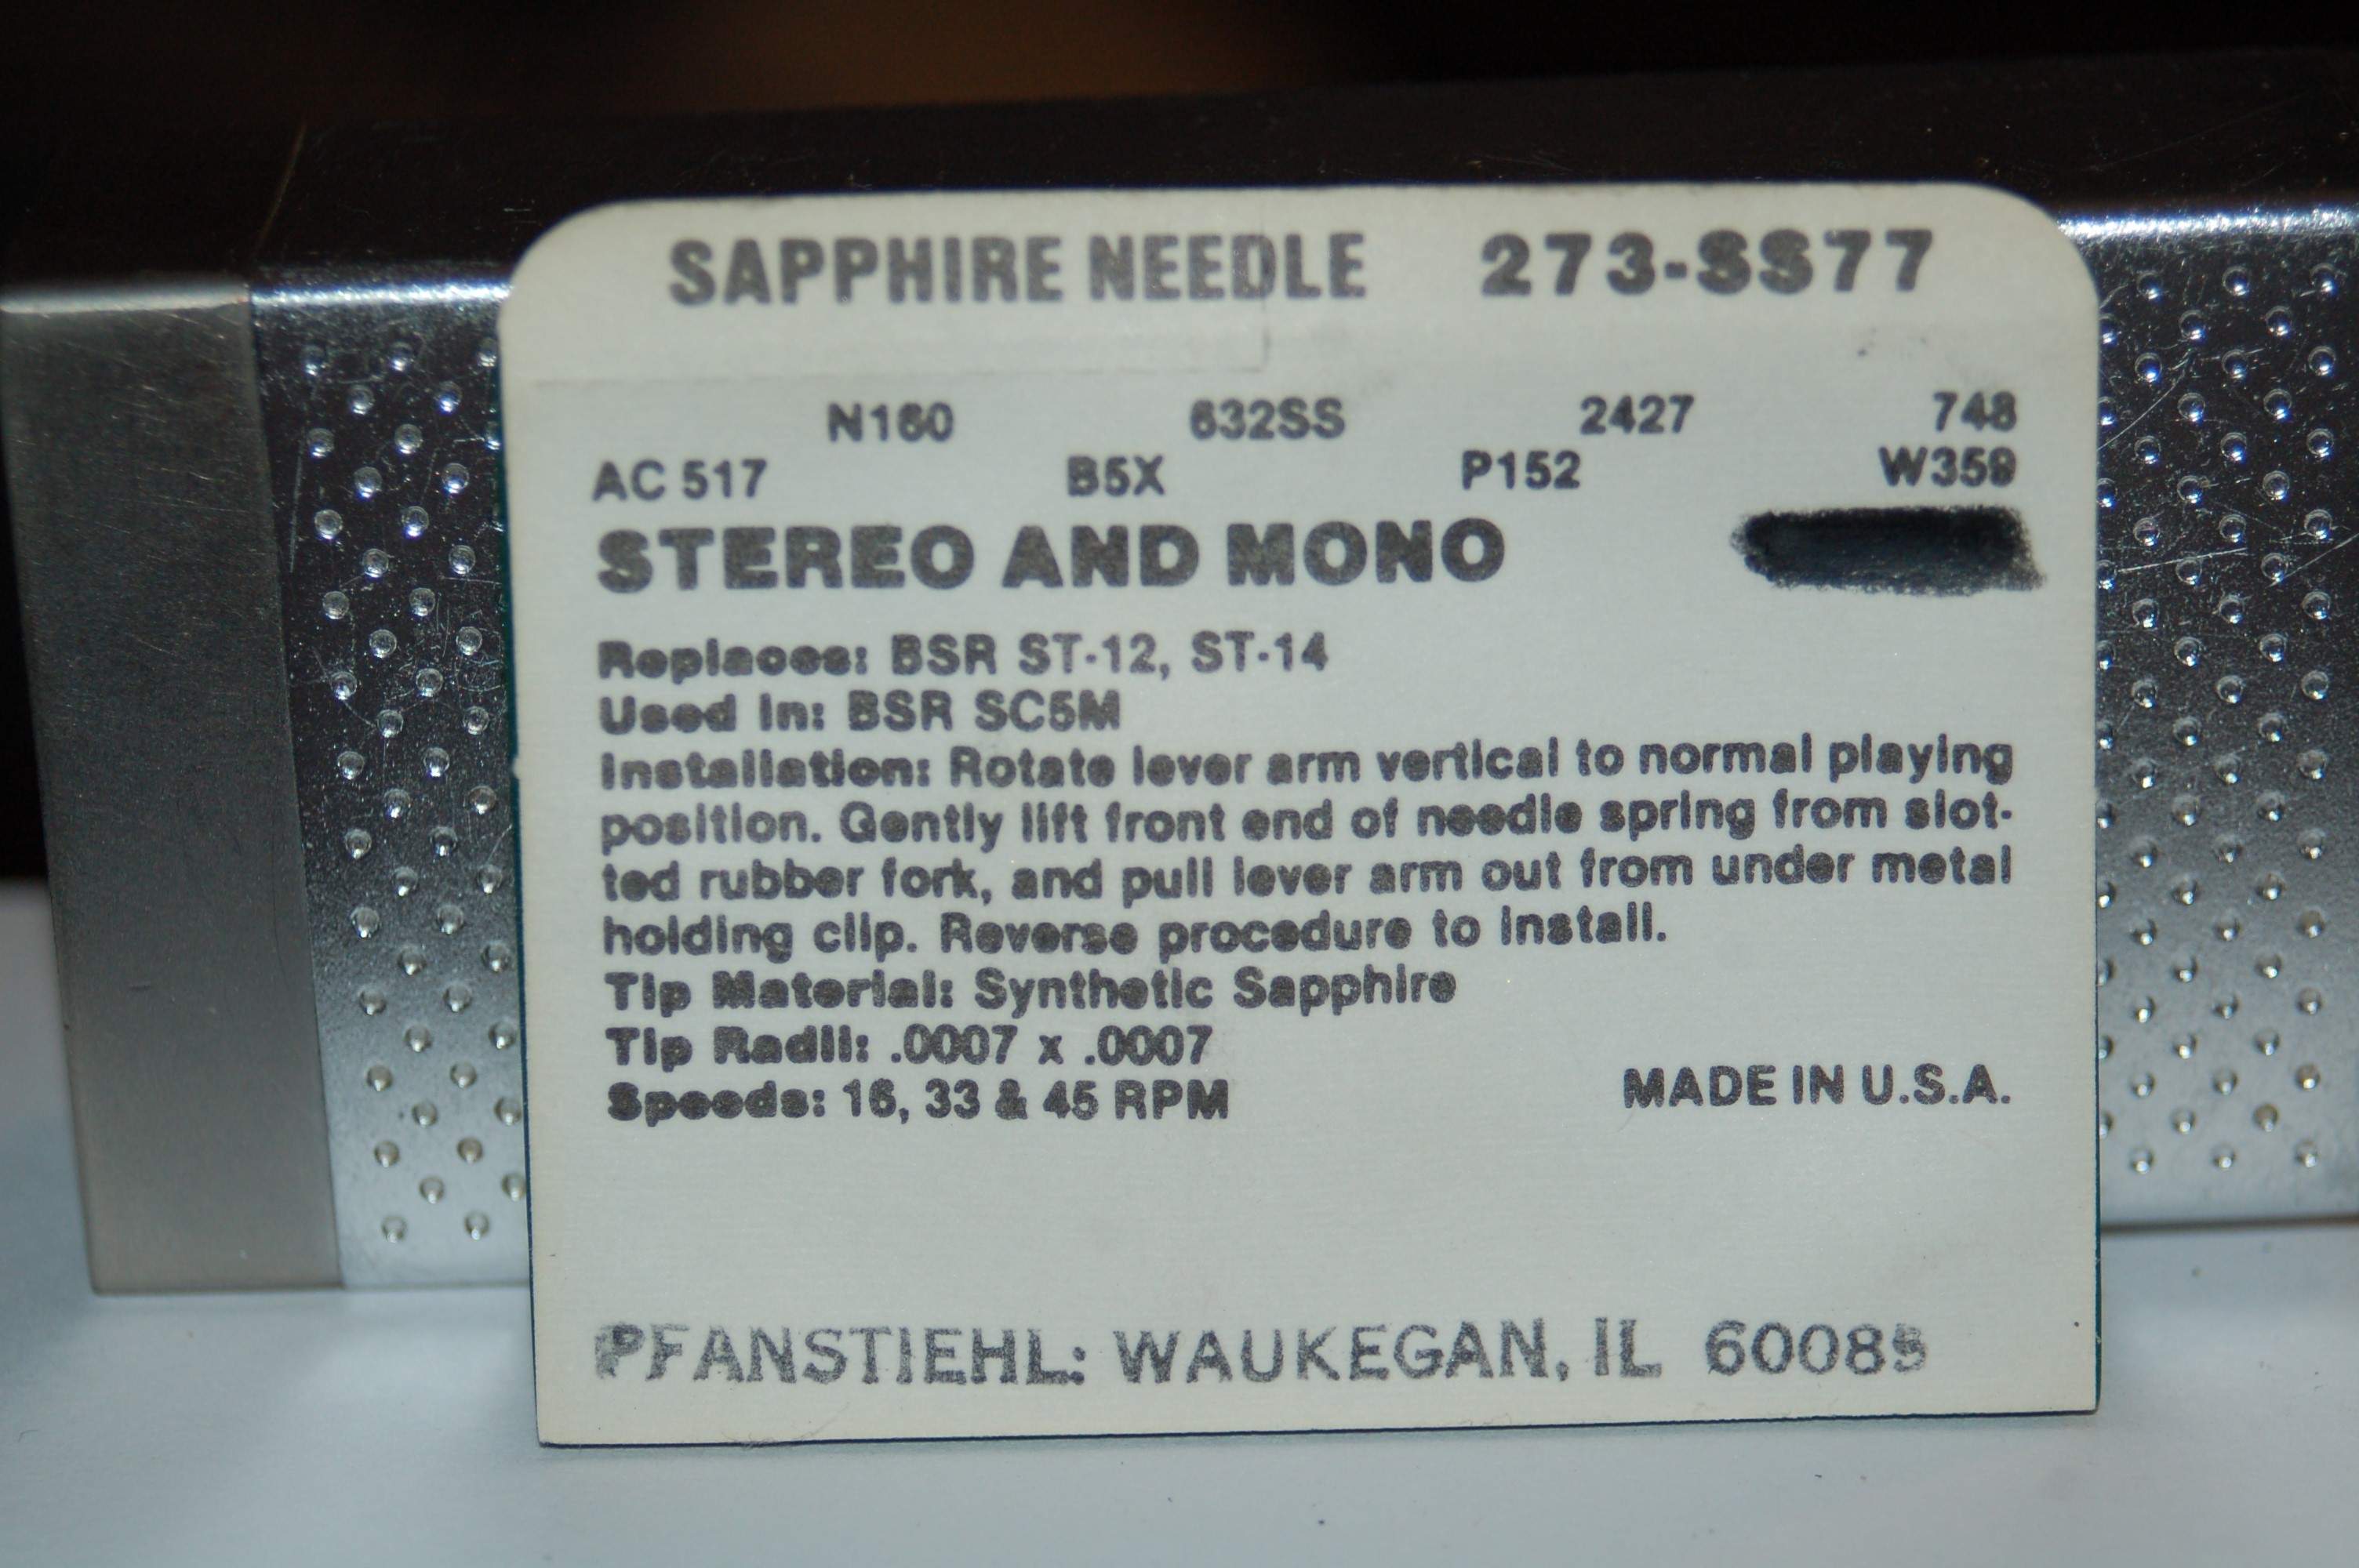 SAPPHIRE NEEDLE 273-SS77
N160 632SS 2427 748
AC 517 B5X P152 W359
STEREO AND MONO
Replaces: BSR ST-12, ST-14
Used In: BSR SC5M
Installation: Rotate lever arm vertical to normal playing
position. Gently lift front end of needle spring from slot-
ted rubber fork, and pull lever arm out from under metal
holding clip. Reverse procedure to install.
Tip Material: Synthetic Sapphire
Tip Radii: .0007 x .0007
Speeds: 16, 33 & 45 RPM
MADE IN U.S.A.
PFANSTIEHL: WAUKEGAN, IL 60085